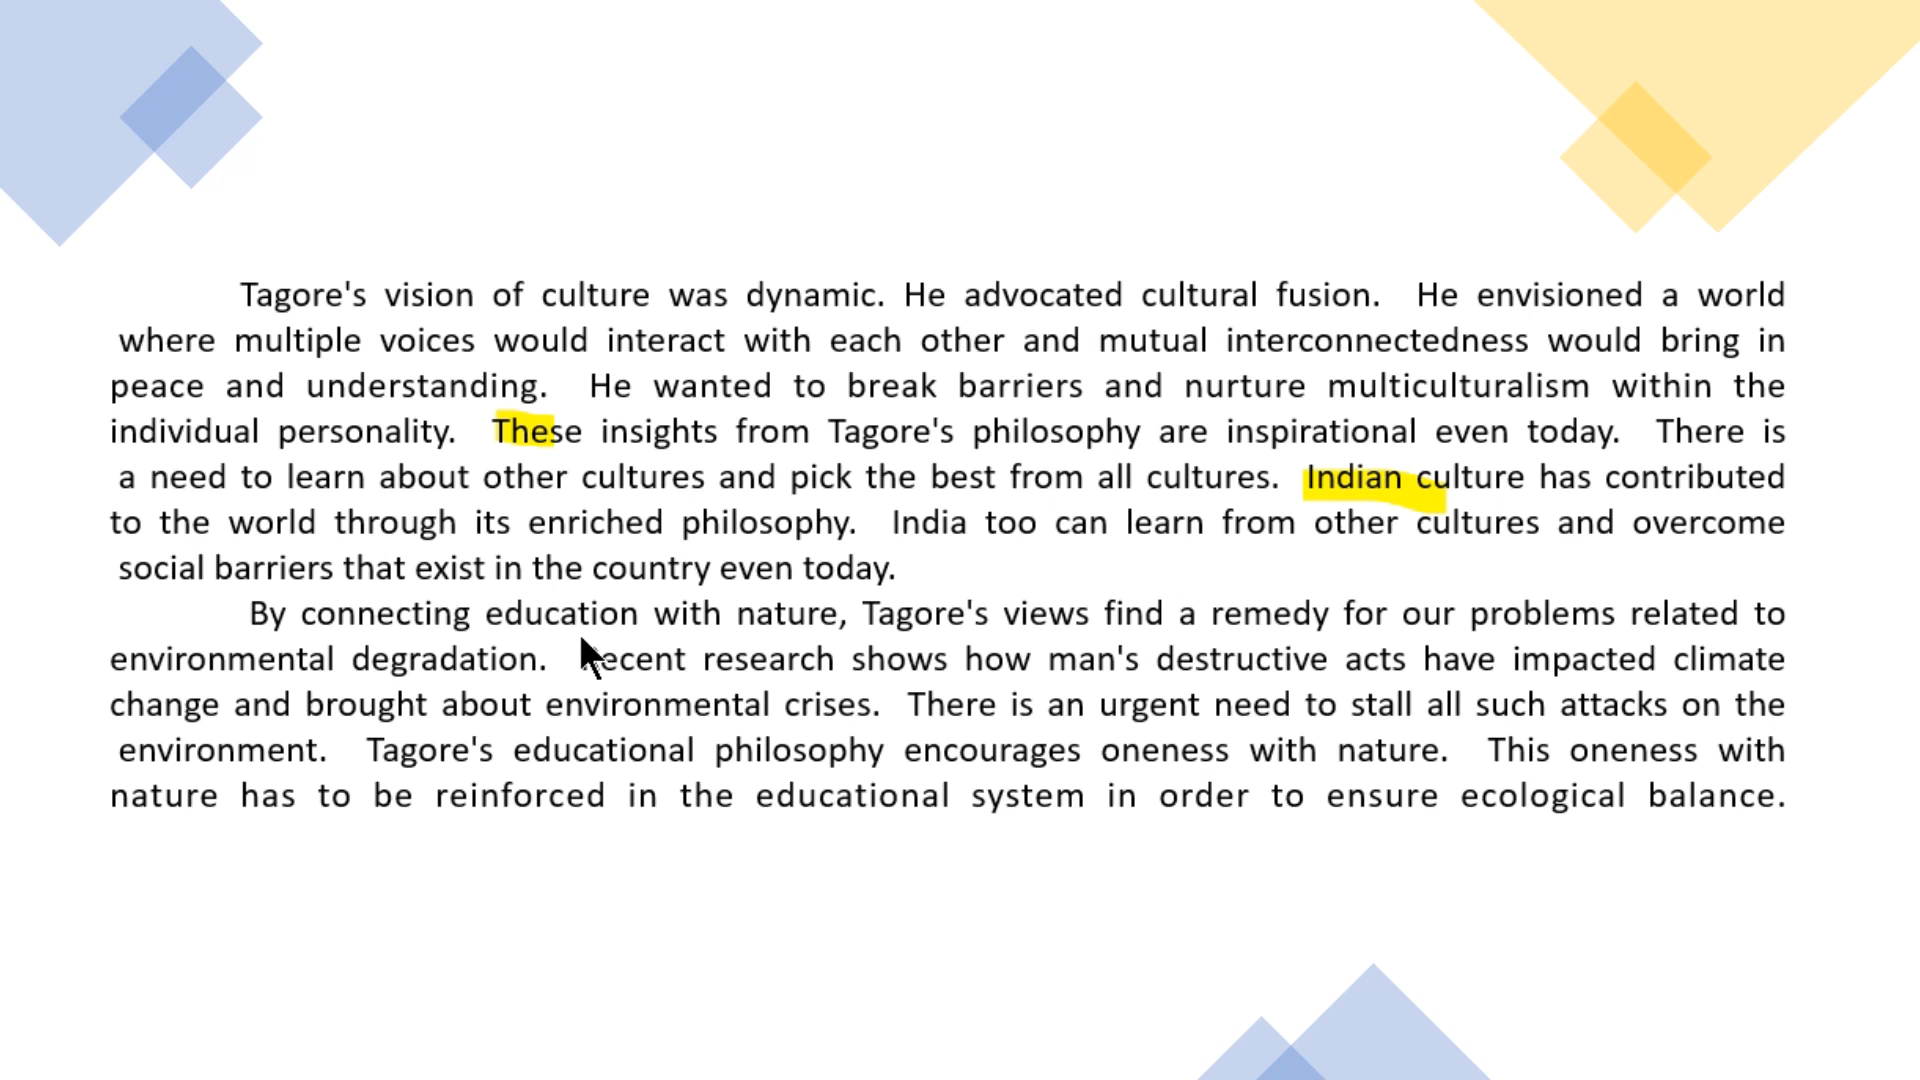 Tagore's vision of culture was dynamic. He advocated cultural fusion. He envisioned a world
where multiple voices would interact with each other and mutual interconnectedness would bring in
peace and understanding. He wanted to break barriers and nurture multiculturalism within the
individual personality. These insights from Tagore's philosophy are inspirational even today. There is
a need to learn about other cultures and pick the best from all cultures. Indian culture has contributed
to the world through its enriched philosophy. India too can learn from other cultures and overcome
social barriers that exist in the country even today.
By connecting education with nature, Tagore's views find a remedy for our problems related to
environmental degradation. Recent research shows how man's destructive acts have impacted climate
change and brought about environmental crises. There is an urgent need to stall all such attacks on the
environment. Tagore's educational philosophy encourages oneness with nature. This oneness with
nature has to be reinforced in the educational system in order to ensure ecological balance.